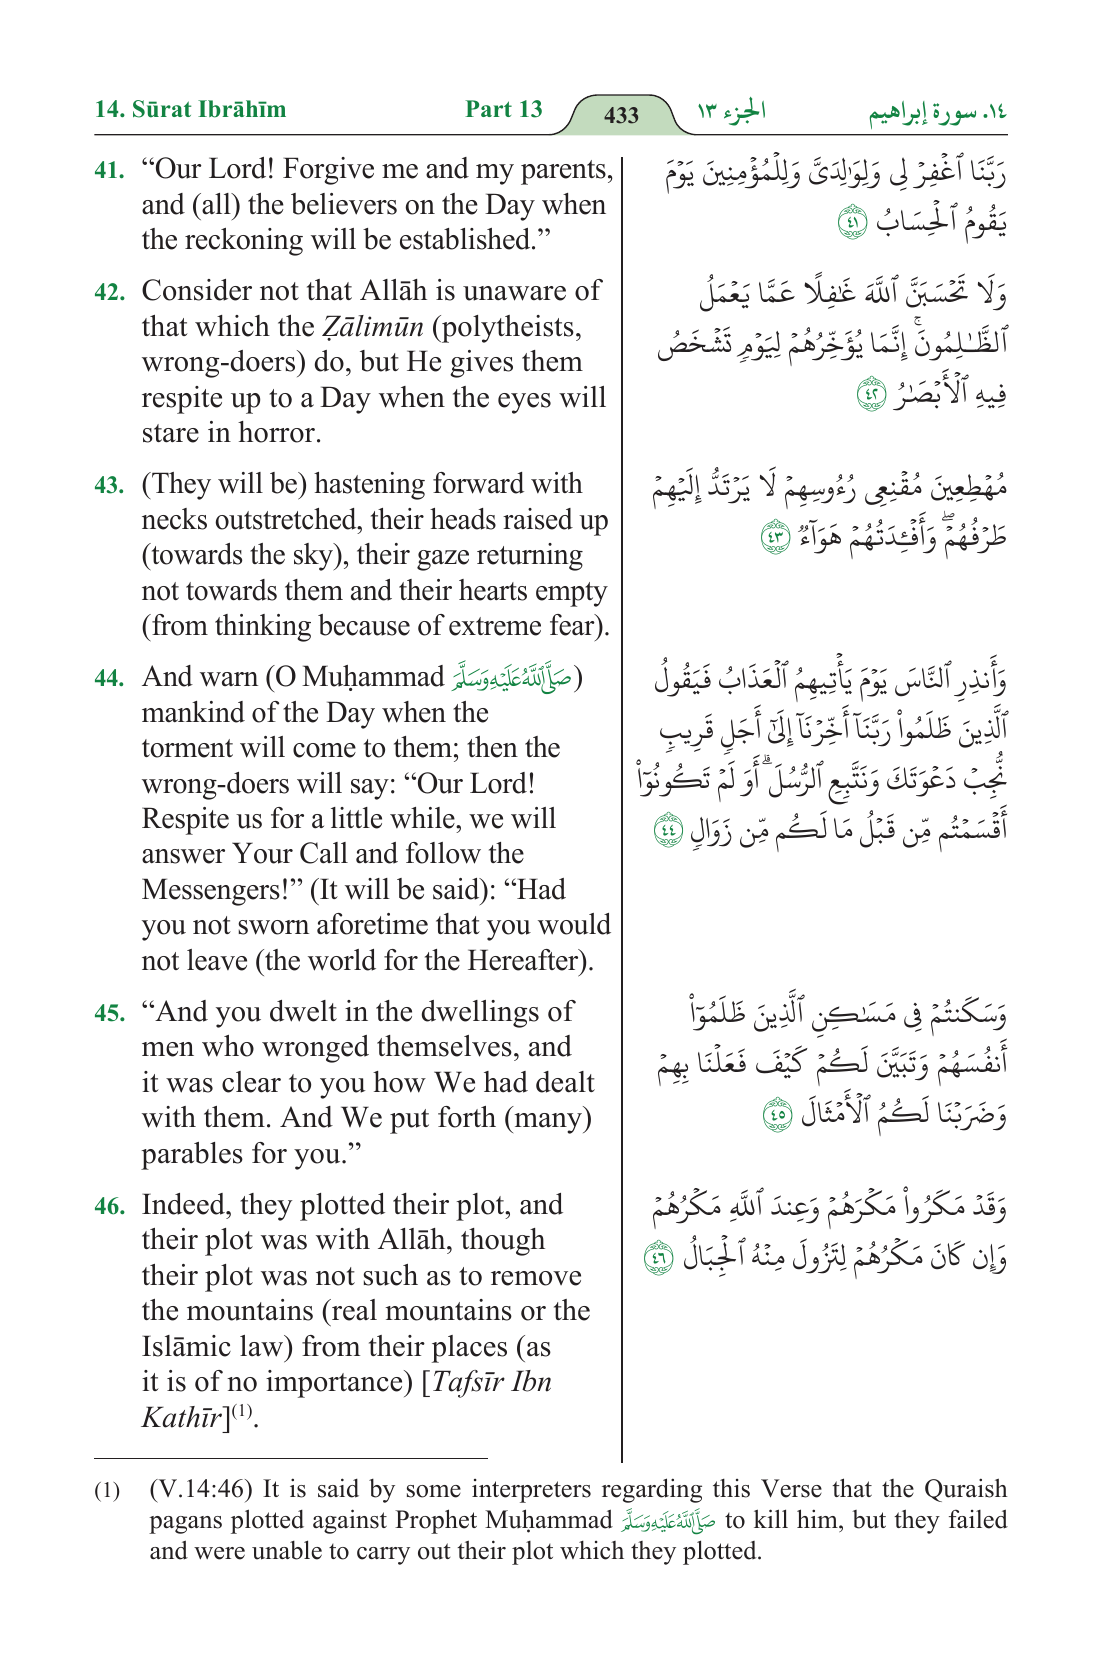 14. Sūrat Ibrāhīm Part 13 433 الجزء ١٣ ١٤. سورة إبراهيم
41. “Our Lord! Forgive me and my parents,
and (all) the believers on the Day when
the reckoning will be established.”
رَبَّنَا ٱغۡفِرۡ لِي وَلِوَٰلِدَيَّ وَلِلۡمُؤۡمِنِينَ يَوۡمَ
يَقُومُ ٱلۡحِسَابُ ٤١
42. Consider not that Allāh is unaware of
that which the Ẓālimūn (polytheists,
wrong-doers) do, but He gives them
respite up to a Day when the eyes will
stare in horror.
وَلَا تَحۡسَبَنَّ ٱللَّهَ غَٰفِلًا عَمَّا يَعۡمَلُ
ٱلظَّٰلِمُونَۚ إِنَّمَا يُؤَخِّرُهُمۡ لِيَوۡمٖ تَشۡخَصُ
فِيهِ ٱلۡأَبۡصَٰرُ ٤٢
43. (They will be) hastening forward with
necks outstretched, their heads raised up
(towards the sky), their gaze returning
not towards them and their hearts empty
(from thinking because of extreme fear).
مُهۡطِعِينَ مُقۡنِعِي رُءُوسِهِمۡ لَا يَرۡتَدُّ إِلَيۡهِمۡ
طَرۡفُهُمۡۖ وَأَفۡـِٔدَتُهُمۡ هَوَآءٞ ٤٣
44. And warn (O Muḥammad صَلَّى ٱللَّهُ عَلَيْهِ وَسَلَّمَ)
mankind of the Day when the
torment will come to them; then the
wrong-doers will say: “Our Lord!
Respite us for a little while, we will
answer Your Call and follow the
Messengers!” (It will be said): “Had
you not sworn aforetime that you would
not leave (the world for the Hereafter).
وَأَنذِرِ ٱلنَّاسَ يَوۡمَ يَأۡتِيهِمُ ٱلۡعَذَابُ فَيَقُولُ
ٱلَّذِينَ ظَلَمُواْ رَبَّنَآ أَخِّرۡنَآ إِلَىٰٓ أَجَلٖ قَرِيبٖ
نُّجِبۡ دَعۡوَتَكَ وَنَتَّبِعِ ٱلرُّسُلَۗ أَوَ لَمۡ تَكُونُوٓاْ
أَقۡسَمۡتُم مِّن قَبۡلُ مَا لَكُم مِّن زَوَالٖ ٤٤
45. “And you dwelt in the dwellings of
men who wronged themselves, and
it was clear to you how We had dealt
with them. And We put forth (many)
parables for you.”
وَسَكَنتُمۡ فِي مَسَٰكِنِ ٱلَّذِينَ ظَلَمُوٓاْ
أَنفُسَهُمۡ وَتَبَيَّنَ لَكُمۡ كَيۡفَ فَعَلۡنَا بِهِمۡ
وَضَرَبۡنَا لَكُمُ ٱلۡأَمۡثَالَ ٤٥
46. Indeed, they plotted their plot, and
their plot was with Allāh, though
their plot was not such as to remove
the mountains (real mountains or the
Islāmic law) from their places (as
it is of no importance) [Tafsīr Ibn
Kathīr](1).
وَقَدۡ مَكَرُواْ مَكۡرَهُمۡ وَعِندَ ٱللَّهِ مَكۡرُهُمۡ
وَإِن كَانَ مَكۡرُهُمۡ لِتَزُولَ مِنۡهُ ٱلۡجِبَالُ ٤٦
(1) (V.14:46) It is said by some interpreters regarding this Verse that the Quraish
pagans plotted against Prophet Muḥammad صَلَّى ٱللَّهُ عَلَيْهِ وَسَلَّمَ to kill him, but they failed
and were unable to carry out their plot which they plotted.